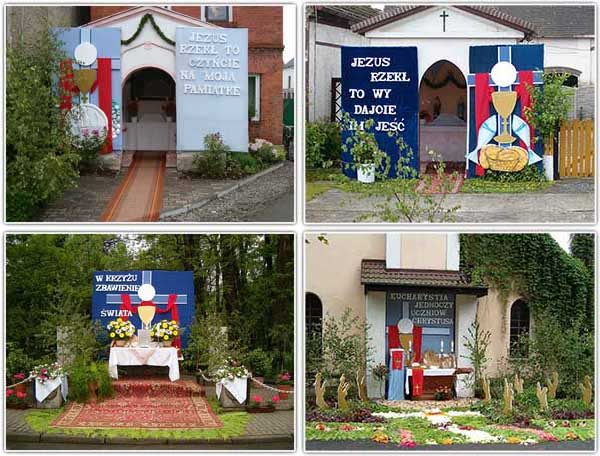 JEZUS
RZEKŁ TO
CZYŃCIE
NA MOJĄ
PAMIĄTKĘ
JEZUS
RZEKŁ
TO WY
DAJCIE
IM JEŚĆ
W KRZYŻU
ZBAWIENIE
ŚWIATA
EUCHARYSTIA
JEDNOCZY
UCZNIÓW
CHRYSTUSA